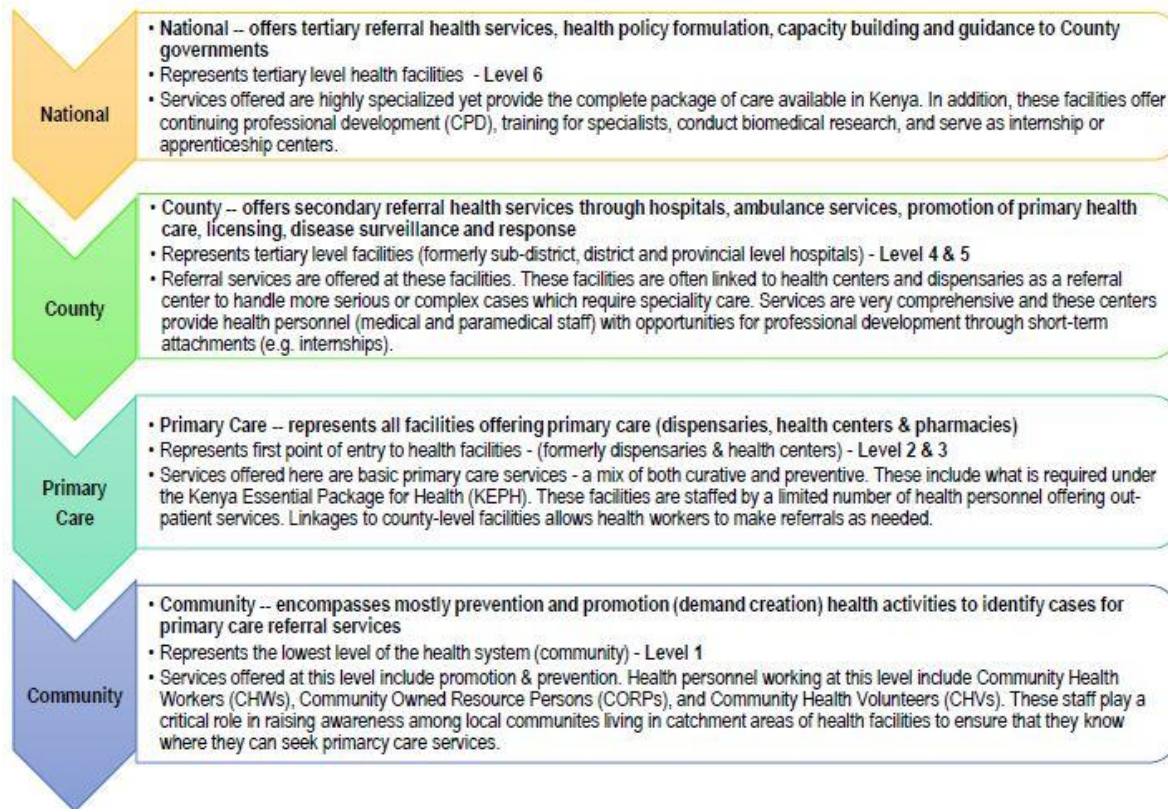 National
• National -- offers tertiary referral health services, health policy formulation, capacity building and guidance to County
governments
• Represents tertiary level health facilities - Level 6
• Services offered are highly specialized yet provide the complete package of care available in Kenya. In addition, these facilities offer
continuing professional development (CPD), training for specialists, conduct biomedical research, and serve as internship or
apprenticeship centers.
County
• County -- offers secondary referral health services through hospitals, ambulance services, promotion of primary health
care, licensing, disease surveillance and response
• Represents tertiary level facilities (formerly sub-district, district and provincial level hospitals) - Level 4 & 5
• Referral services are offered at these facilities. These facilities are often linked to health centers and dispensaries as a referral
center to handle more serious or complex cases which require speciality care. Services are very comprehensive and these centers
provide health personnel (medical and paramedical staff) with opportunities for professional development through short-term
attachments (e.g. internships).
Primary
Care
• Primary Care -- represents all facilities offering primary care (dispensaries, health centers & pharmacies)
• Represents first point of entry to health facilities - (formerly dispensaries & health centers) - Level 2 & 3
• Services offered here are basic primary care services - a mix of both curative and preventive. These include what is required under
the Kenya Essential Package for Health (KEPH). These facilities are staffed by a limited number of health personnel offering out-
patient services. Linkages to county-level facilities allows health workers to make referrals as needed.
Community
• Community -- encompasses mostly prevention and promotion (demand creation) health activities to identify cases for
primary care referral services
• Represents the lowest level of the health system (community) - Level 1
• Services offered at this level include promotion & prevention. Health personnel working at this level include Community Health
Workers (CHWs), Community Owned Resource Persons (CORPs), and Community Health Volunteers (CHVs). These staff play a
critical role in raising awareness among local communites living in catchment areas of health facilities to ensure that they know
where they can seek primarcy care services.